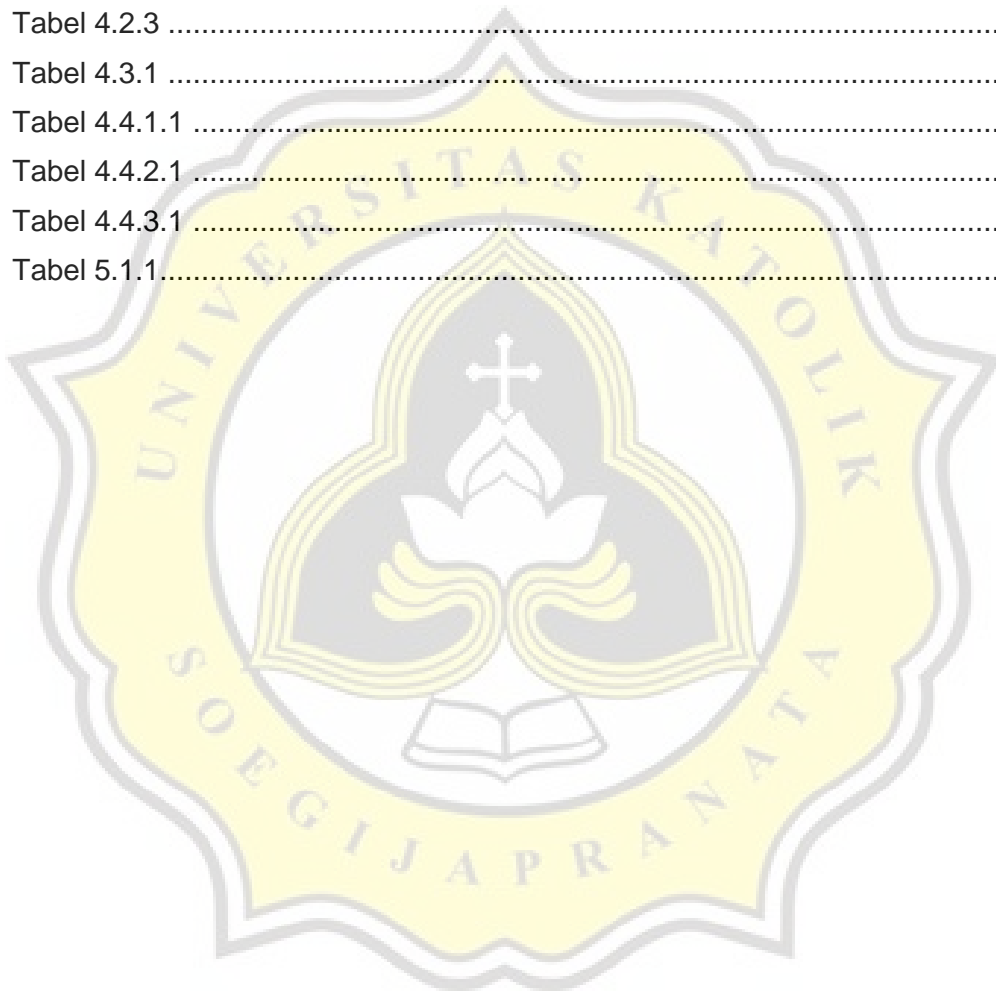 Tabel 4.2.3 ....................................................................................................
Tabel 4.3.1 ....................................................................................................
Tabel 4.4.1.1 .................................................................................................
Tabel 4.4.2.1 .................................................................................................
Tabel 4.4.3.1 .................................................................................................
Tabel 5.1.1.....................................................................................................
UNIVERSITAS KATOLIK
SOEGIJAPRANATA